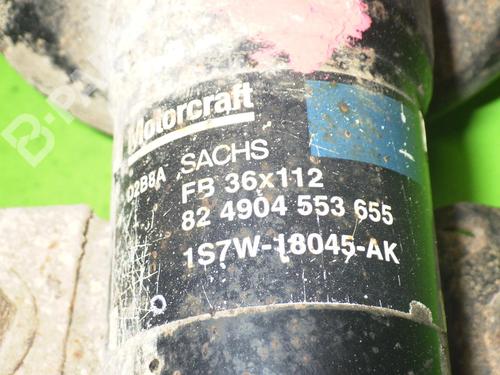 Motorcraft
02B8A SACHS
FB 36x112
82 4904 553 655
1S7W-18045-AK